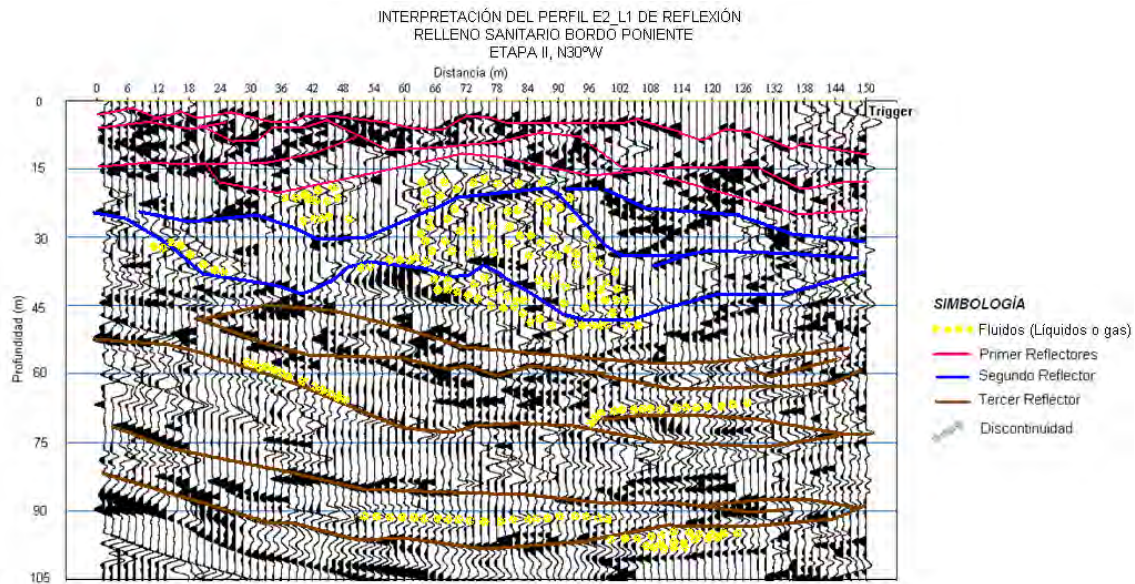 INTERPRETACIÓN DEL PERFIL E2_L1 DE REFLEXIÓN
RELLENO SANITARIO BORDO PONIENTE
ETAPA II, N30ºW
Distancia (m)
0 6 12 18 24 30 36 42 48 54 60 66 72 78 84 90 96 102 108 114 120 126 132 138 144 150
Trigger
0
15
30
45
60
75
90
105
Profundidad (m)
SIMBOLOGÍA
Fluidos (Líquidos o gas)
Primer Reflectores
Segundo Reflector
Tercer Reflector
Discontinuidad